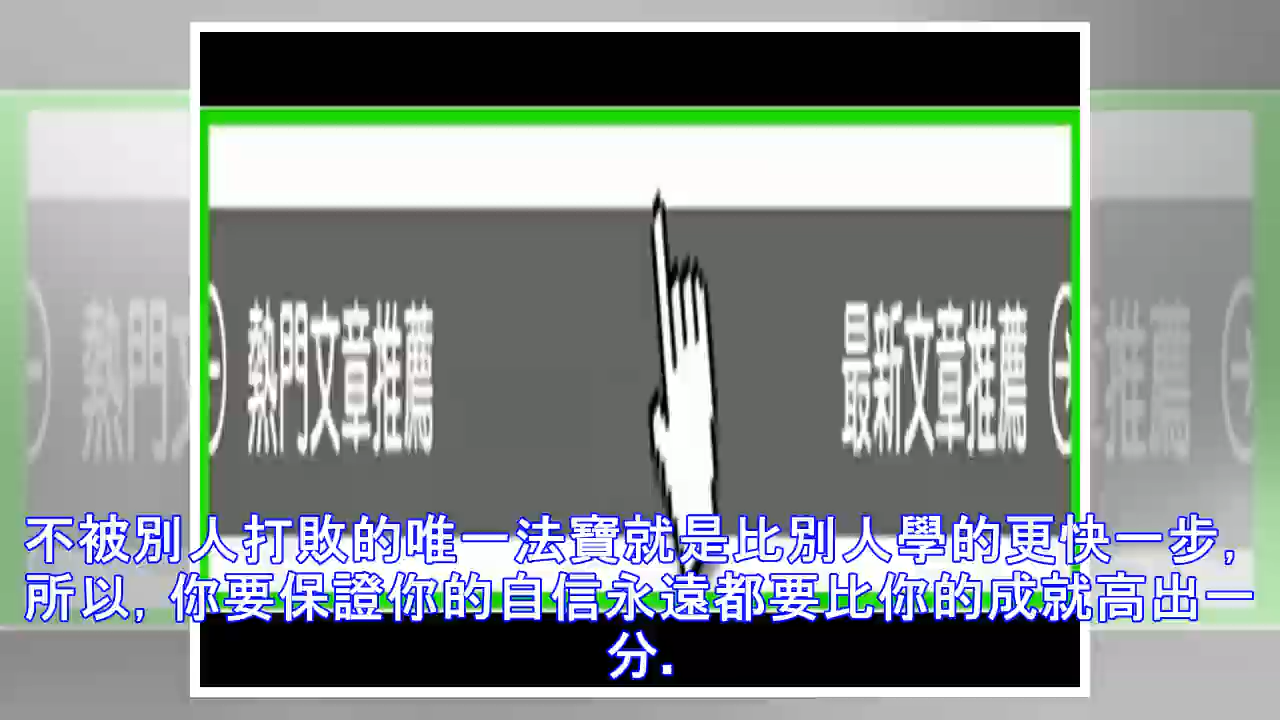 熱門文章推薦
最新文章推薦
不被別人打敗的唯一法寶就是比別人學的更快一步,
所以, 你要保證你的自信永遠都要比你的成就高出一
分.